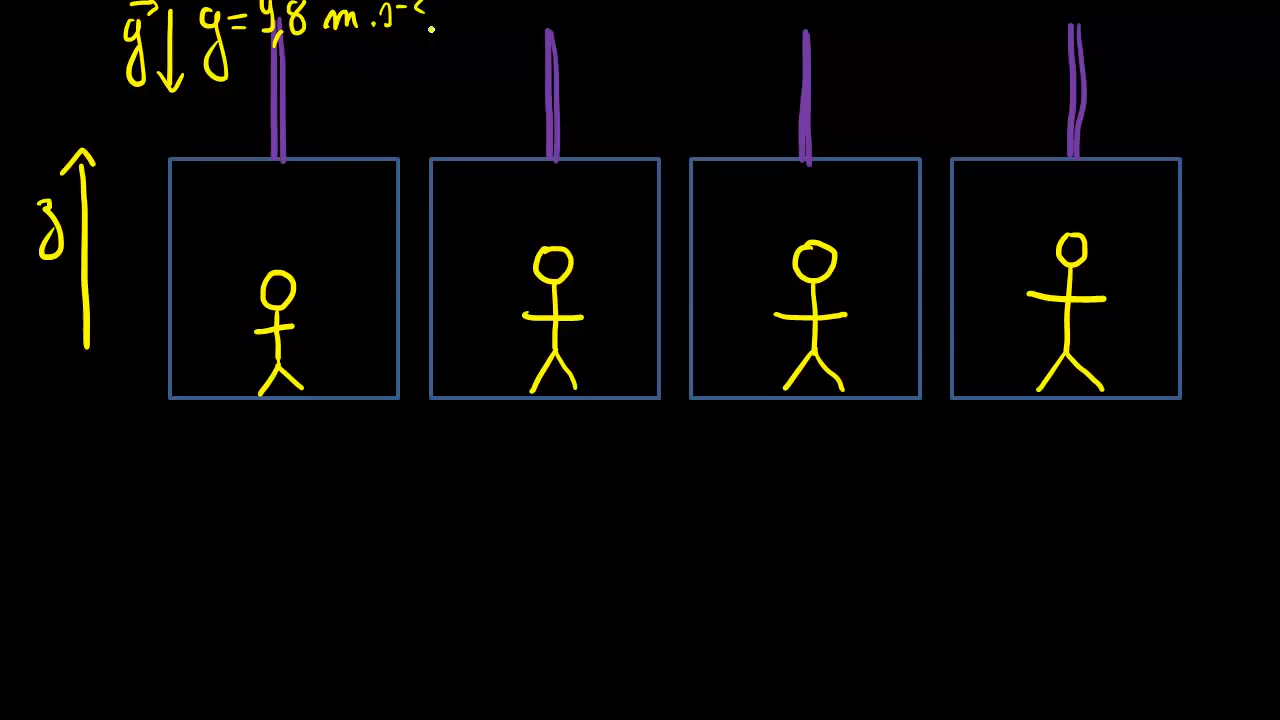 g⃗ g = 9,8 m.s⁻²
z